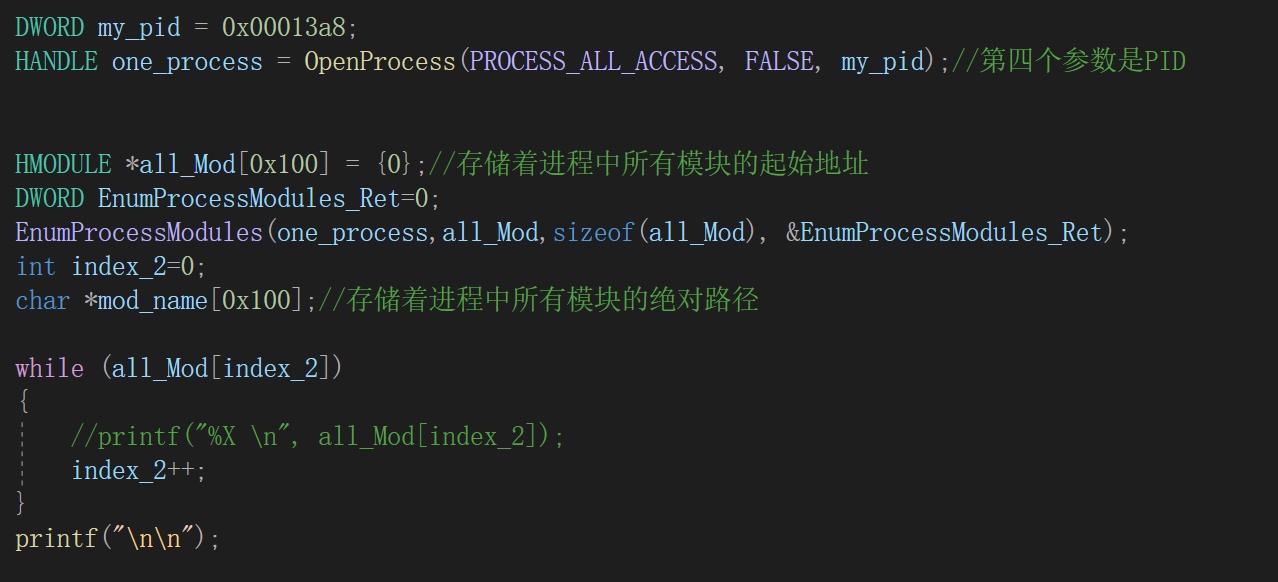 DWORD my_pid = 0x00013a8;
HANDLE one_process = OpenProcess(PROCESS_ALL_ACCESS, FALSE, my_pid);//第四个参数是PID
HMODULE *all_Mod[0x100] = {0};//存储着进程中所有模块的起始地址
DWORD EnumProcessModules_Ret=0;
EnumProcessModules(one_process,all_Mod,sizeof(all_Mod), &EnumProcessModules_Ret);
int index_2=0;
char *mod_name[0x100];//存储着进程中所有模块的绝对路径
while (all_Mod[index_2])
{
//printf("%X \n", all_Mod[index_2]);
index_2++;
}
printf("\n\n");